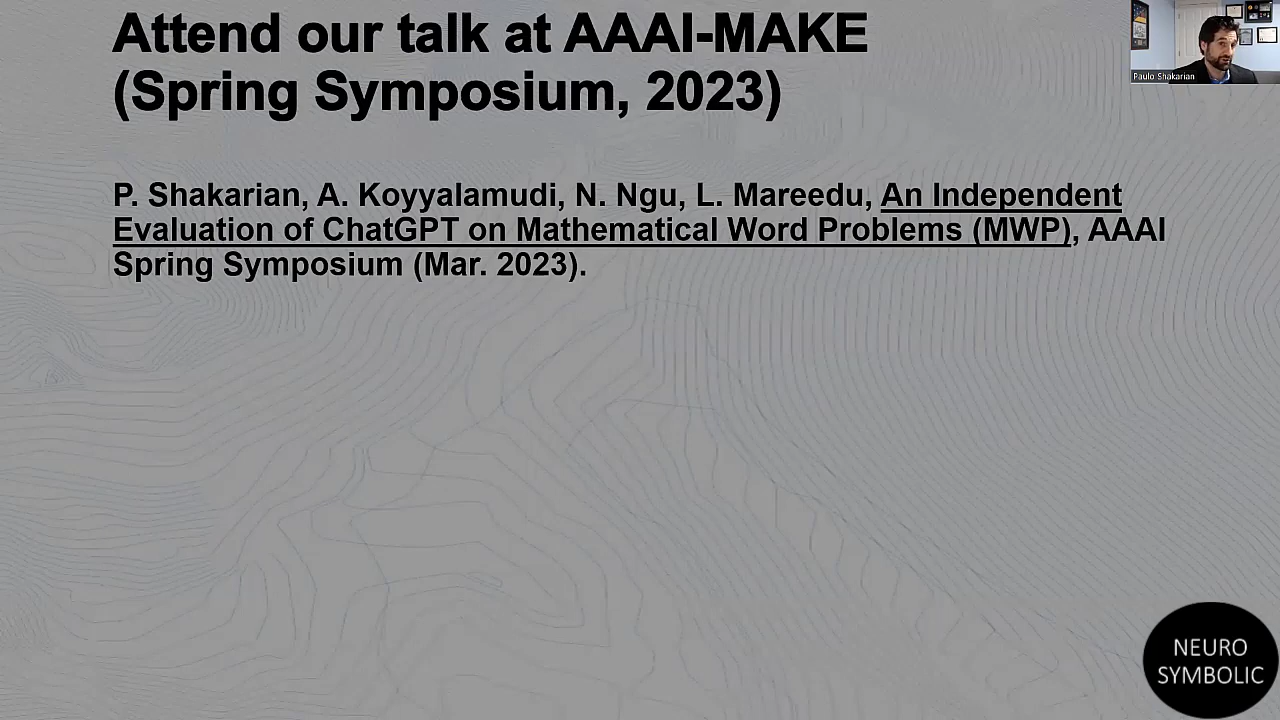 Attend our talk at AAAI-MAKE
(Spring Symposium, 2023)
Paulo Shakarian
P. Shakarian, A. Koyyalamudi, N. Ngu, L. Mareedu, An Independent
Evaluation of ChatGPT on Mathematical Word Problems (MWP), AAAI
Spring Symposium (Mar. 2023).
NEURO
SYMBOLIC